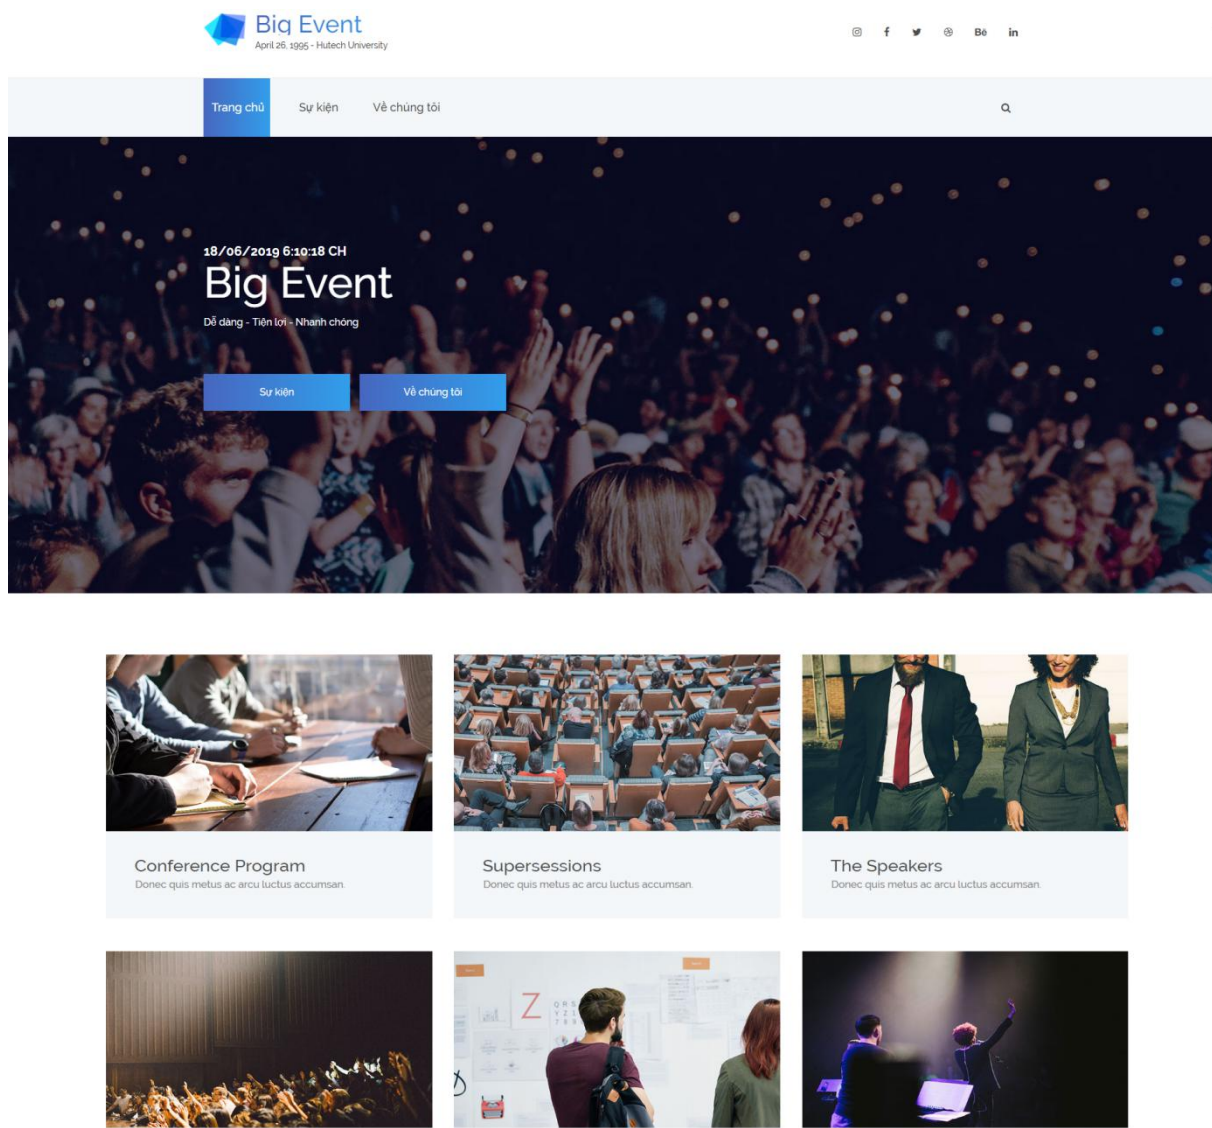 Big Event
April 26, 1995 - Hutech University
f
Bē
in
Trang chủ
Sự kiện
Về chúng tôi
18/06/2019 6:10:18 CH
Big Event
Dễ dàng - Tiện lợi - Nhanh chóng
Sự kiện
Về chúng tôi
Conference Program
Donec quis metus ac arcu luctus accumsan.
Supersessions
Donec quis metus ac arcu luctus accumsan.
The Speakers
Donec quis metus ac arcu luctus accumsan.
Z